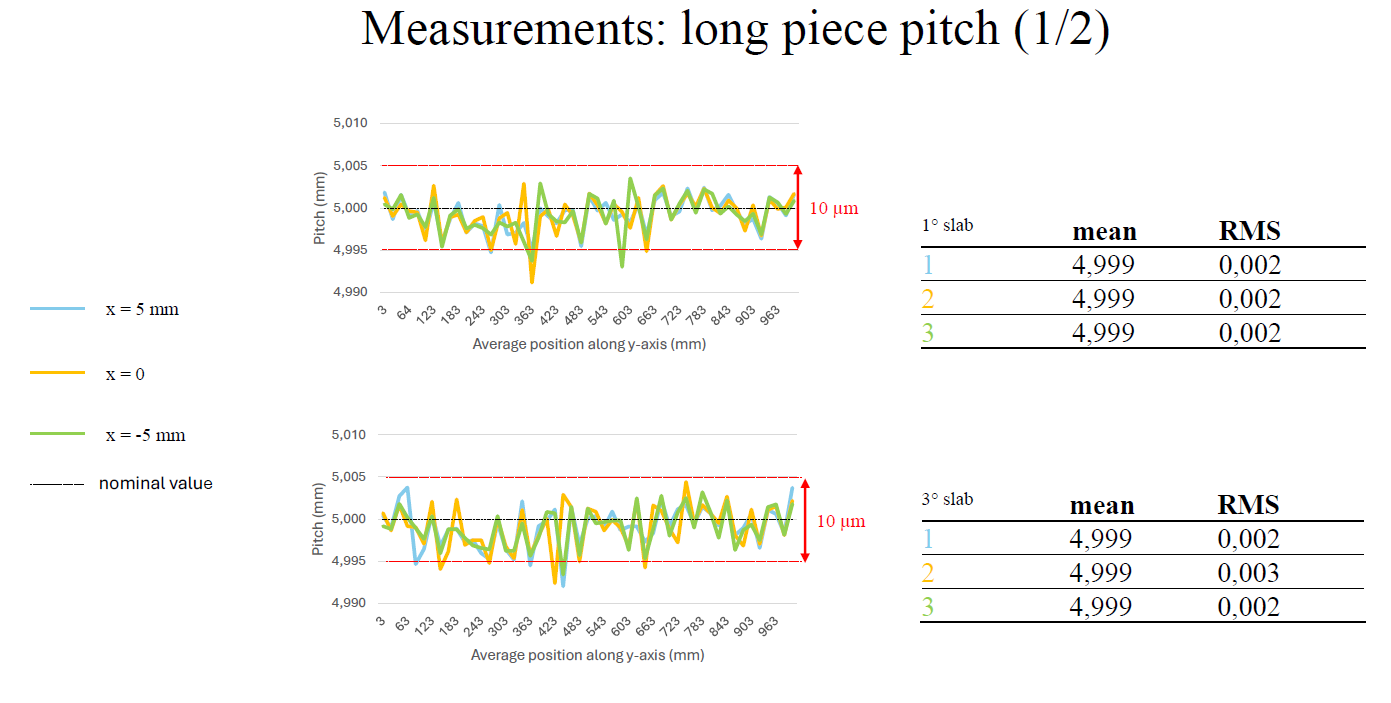 Measurements: long piece pitch (1/2)
x = 5 mm
x = 0
x = -5 mm
nominal value
5,010
5,005
5,000
4,995
4,990
Pitch (mm)
10 µm
3 64 123 183 243 303 363 423 483 543 603 663 723 783 843 903 963
Average position along y-axis (mm)
1° slab mean RMS
1 4,999 0,002
2 4,999 0,002
3 4,999 0,002
5,010
5,005
5,000
4,995
4,990
Pitch (mm)
10 µm
3 63 123 183 243 303 363 423 483 543 603 663 723 783 843 903 963
Average position along y-axis (mm)
3° slab mean RMS
1 4,999 0,002
2 4,999 0,003
3 4,999 0,002